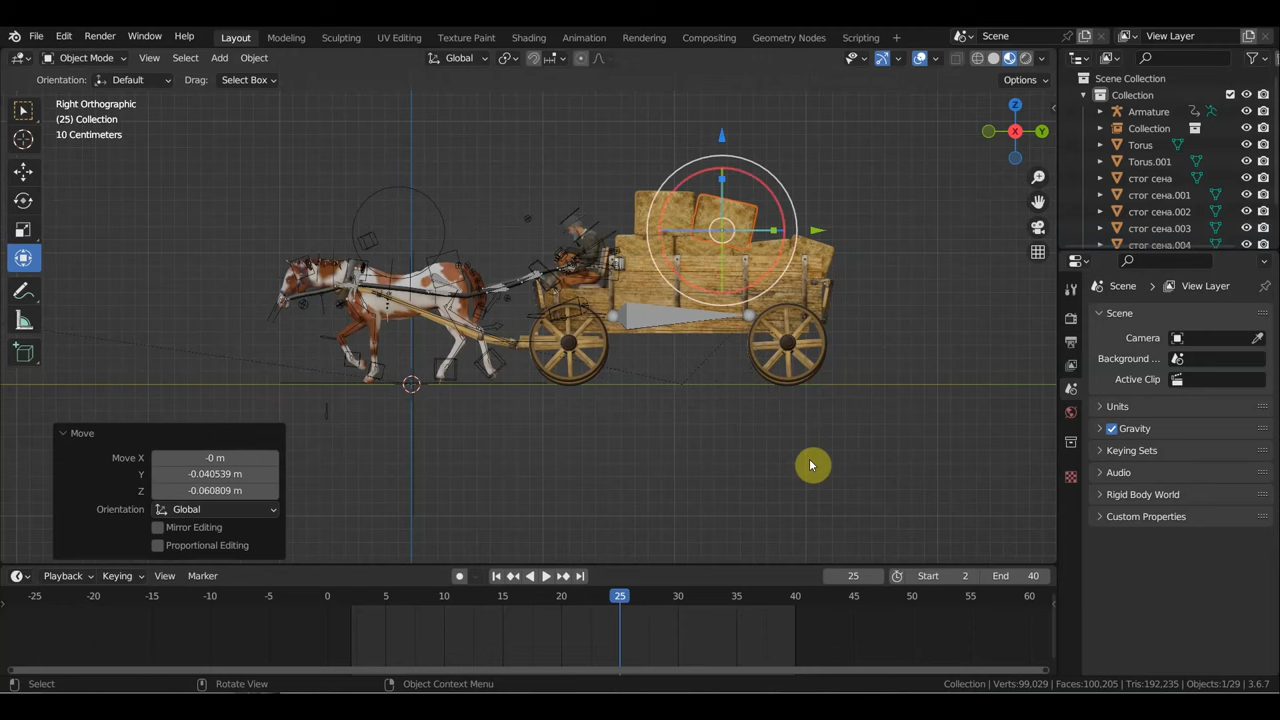 File Edit Render Window Help Layout Modeling Sculpting UV Editing Texture Paint Shading Animation Rendering Compositing Geometry Nodes Scripting + Scene View Layer
Object Mode View Select Add Object Global
Orientation: Default Drag: Select Box Options
Right Orthographic
(25) Collection
10 Centimeters
Z
Y
X
Scene Collection
Collection
Armature
Collection
Torus
Torus.001
стог сена
стог сена.001
стог сена.002
стог сена.003
стог сена.004
Scene View Layer
Scene
Camera
Background ...
Active Clip
Units
Gravity
Keying Sets
Audio
Rigid Body World
Custom Properties
Move
Move X -0 m
Y -0.040539 m
Z -0.060809 m
Orientation Global
Mirror Editing
Proportional Editing
Playback Keying View Marker 25 Start 2 End 40
-25 -20 -15 -10 -5 0 5 10 15 20 25 30 35 40 45 50 55 60
Select Rotate View Object Context Menu Collection | Verts:99,029 | Faces:100,205 | Tris:192,235 | Objects:1/29 | 3.6.7